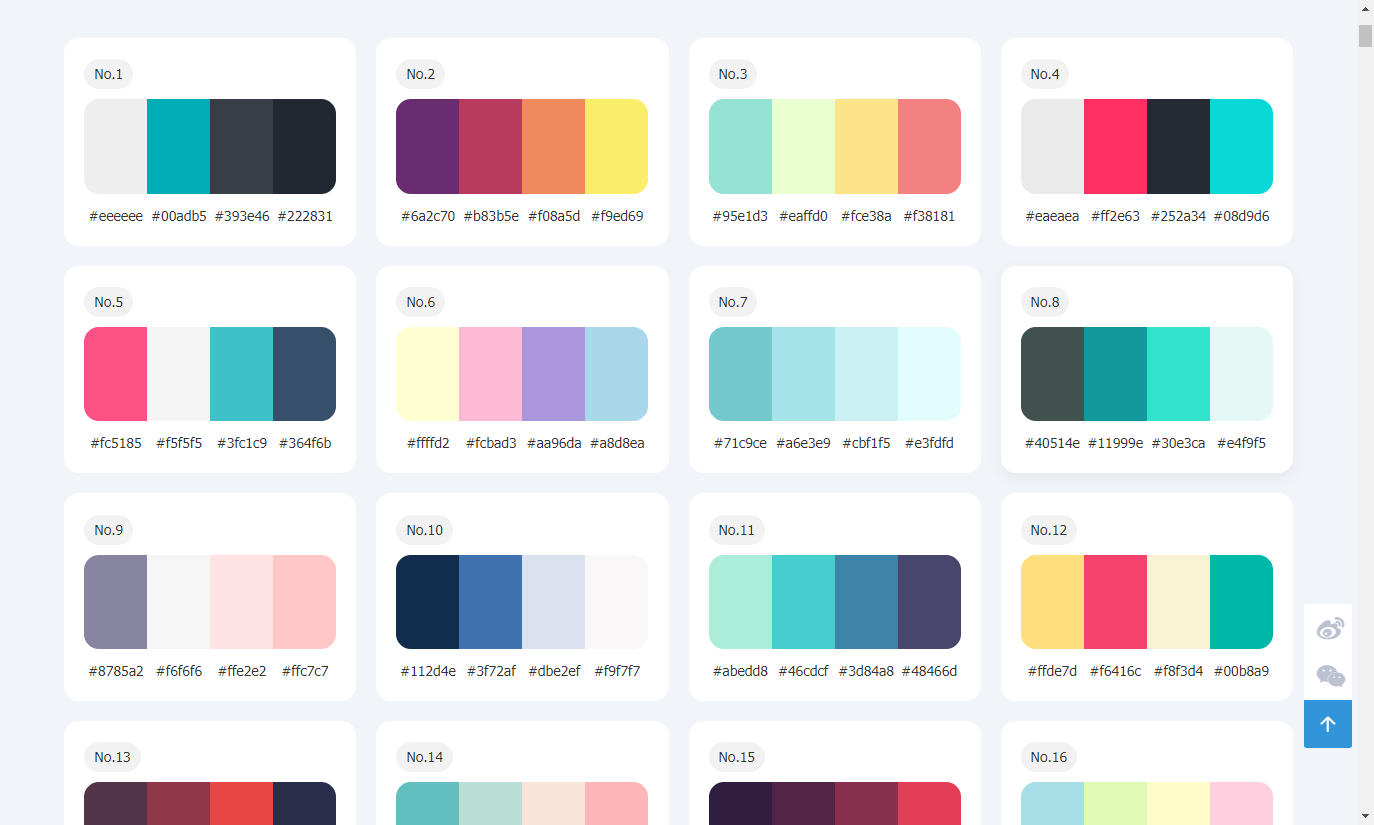 No.1
No.2
No.3
No.4
#eeeeee #00adb5 #393e46 #222831
#6a2c70 #b83b5e #f08a5d #f9ed69
#95e1d3 #eaffd0 #fce38a #f38181
#eaeaea #ff2e63 #252a34 #08d9d6
No.5
No.6
No.7
No.8
#fc5185 #f5f5f5 #3fc1c9 #364f6b
#ffffd2 #fcbad3 #aa96da #a8d8ea
#71c9ce #a6e3e9 #cbf1f5 #e3fdfd
#40514e #11999e #30e3ca #e4f9f5
No.9
No.10
No.11
No.12
#8785a2 #f6f6f6 #ffe2e2 #ffc7c7
#112d4e #3f72af #dbe2ef #f9f7f7
#abedd8 #46cdcf #3d84a8 #48466d
#ffde7d #f6416c #f8f3d4 #00b8a9
No.13
No.14
No.15
No.16